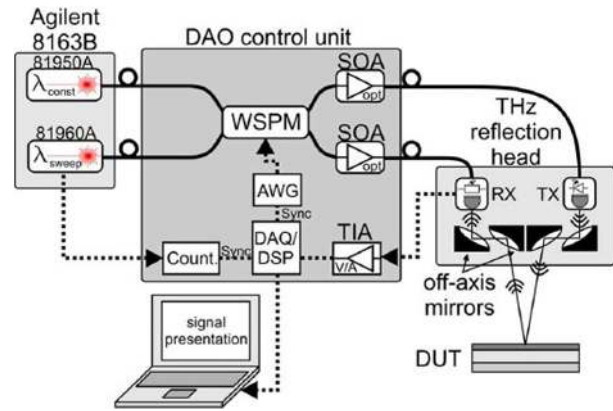 Agilent
8163B
81950A
λconst
81960A
λsweep
DAO control unit
WSPM
AWG
Sync
DAQ/
DSP
Sync
Count.
SOA
opt
SOA
opt
TIA
V/A
THz
reflection
head
RX
TX
off-axis
mirrors
DUT
signal
presentation